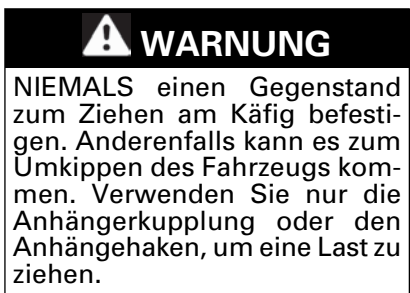 WARNUNG
NIEMALS einen Gegenstand
zum Ziehen am Käfig befesti-
gen. Anderenfalls kann es zum
Umkippen des Fahrzeugs kom-
men. Verwenden Sie nur die
Anhängerkupplung oder den
Anhängehaken, um eine Last zu
ziehen.